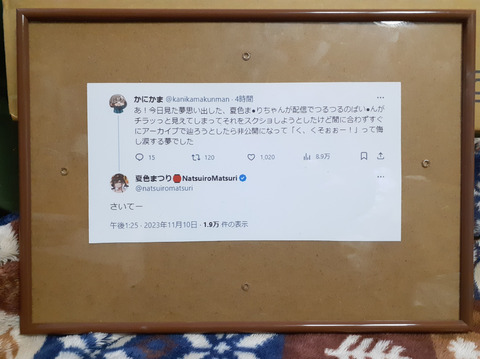 かにかま @kanikamakunman・4時間
あ！今日見た夢思い出した、夏色ま●りちゃんが配信でつるつるのぱい●んが
チラッっと見えてしまってそれをスクショしようとしたけど間に合わずすぐ
にアーカイブで辿ろうとしたら非公開になって「く、くそぉぉー！」って悔
し涙する夢でした
15 120 1,020 8.9万
夏色まつり🏮NatsuiroMatsuri
@natsuiromatsuri
さいてー
午後1:25・2023年11月10日・1.9万 件の表示